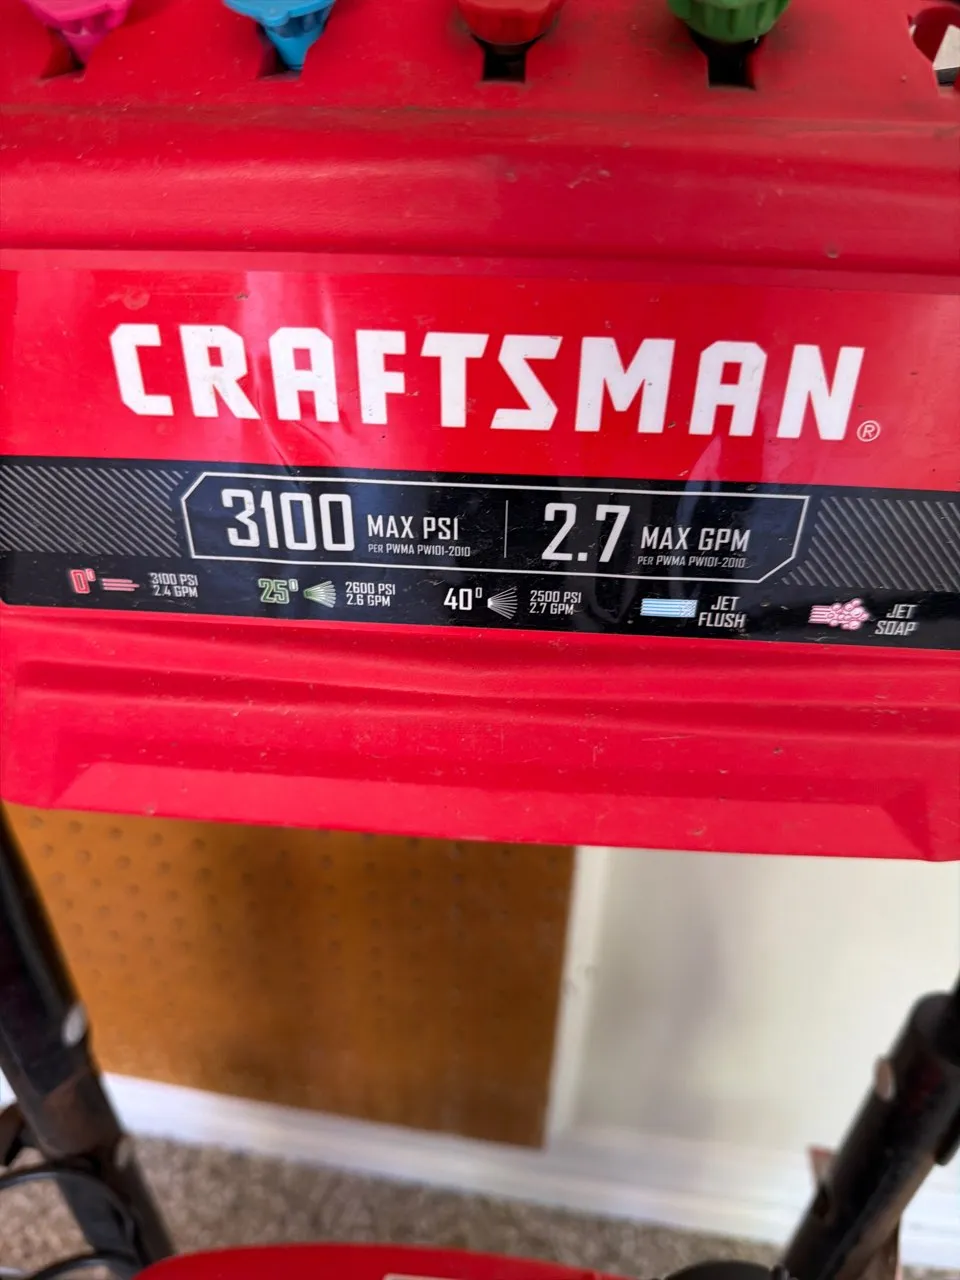 CRAFTSMAN®
3100 MAX PSI
PER PWMA PW101-2010
2.7 MAX GPM
PER PWMA PW101-2010
0° 3100 PSI
2.4 GPM
25° 2600 PSI
2.6 GPM
40° 2500 PSI
2.7 GPM
JET
FLUSH
JET
SOAP